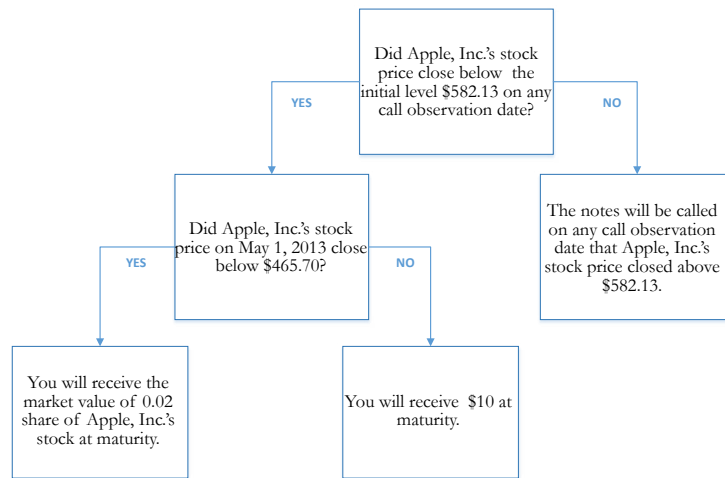 Did Apple, Inc.'s stock
price close below the
initial level $582.13 on any
call observation date?
YES
NO
Did Apple, Inc.'s stock
price on May 1, 2013 close
below $465.70?
The notes will be called
on any call observation
date that Apple, Inc.'s
stock price closed above
$582.13.
YES
NO
You will receive the
market value of 0.02
share of Apple, Inc.'s
stock at maturity.
You will receive $10 at
maturity.